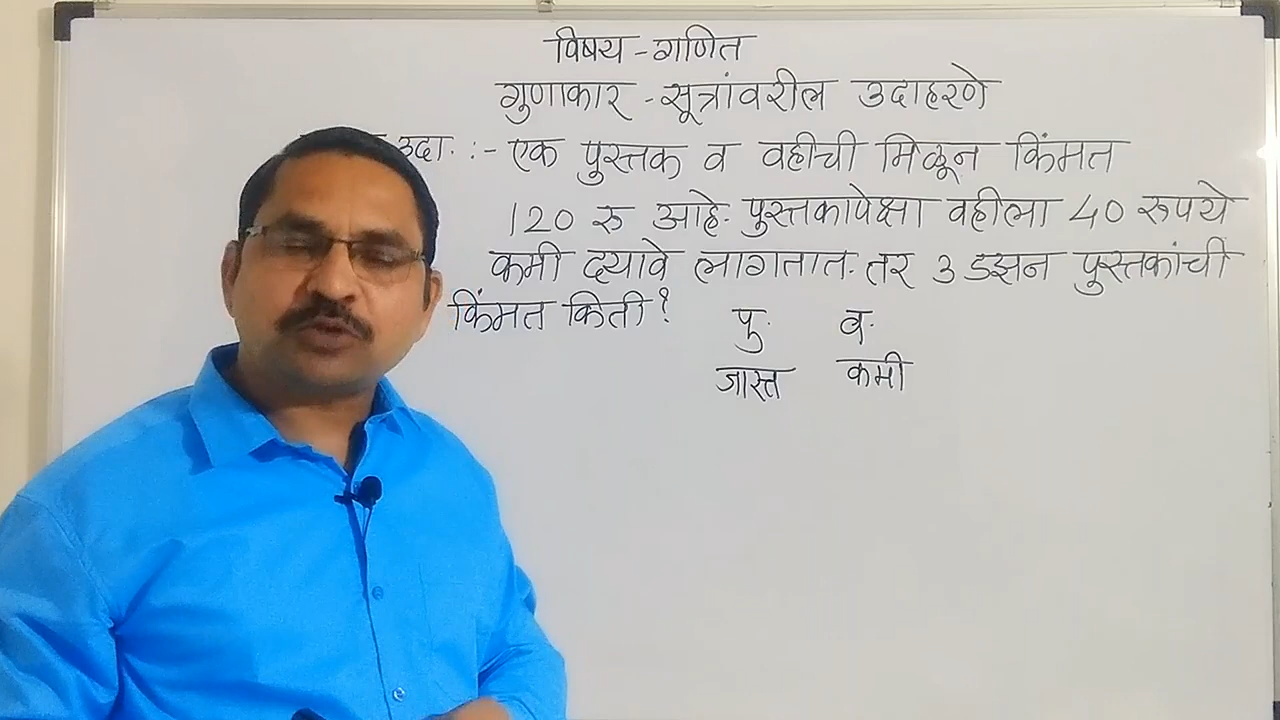 विषय - गणित
गुणाकार - सूत्रांवरील उदाहरणे
उदा. :- एक पुस्तक व वहीची मिळून किंमत
120 रु आहे. पुस्तकापेक्षा वहीला 40 रुपये
कमी दयावे लागतात. तर 3 डझन पुस्तकांची
किंमत किती?
पु. व.
जास्त कमी